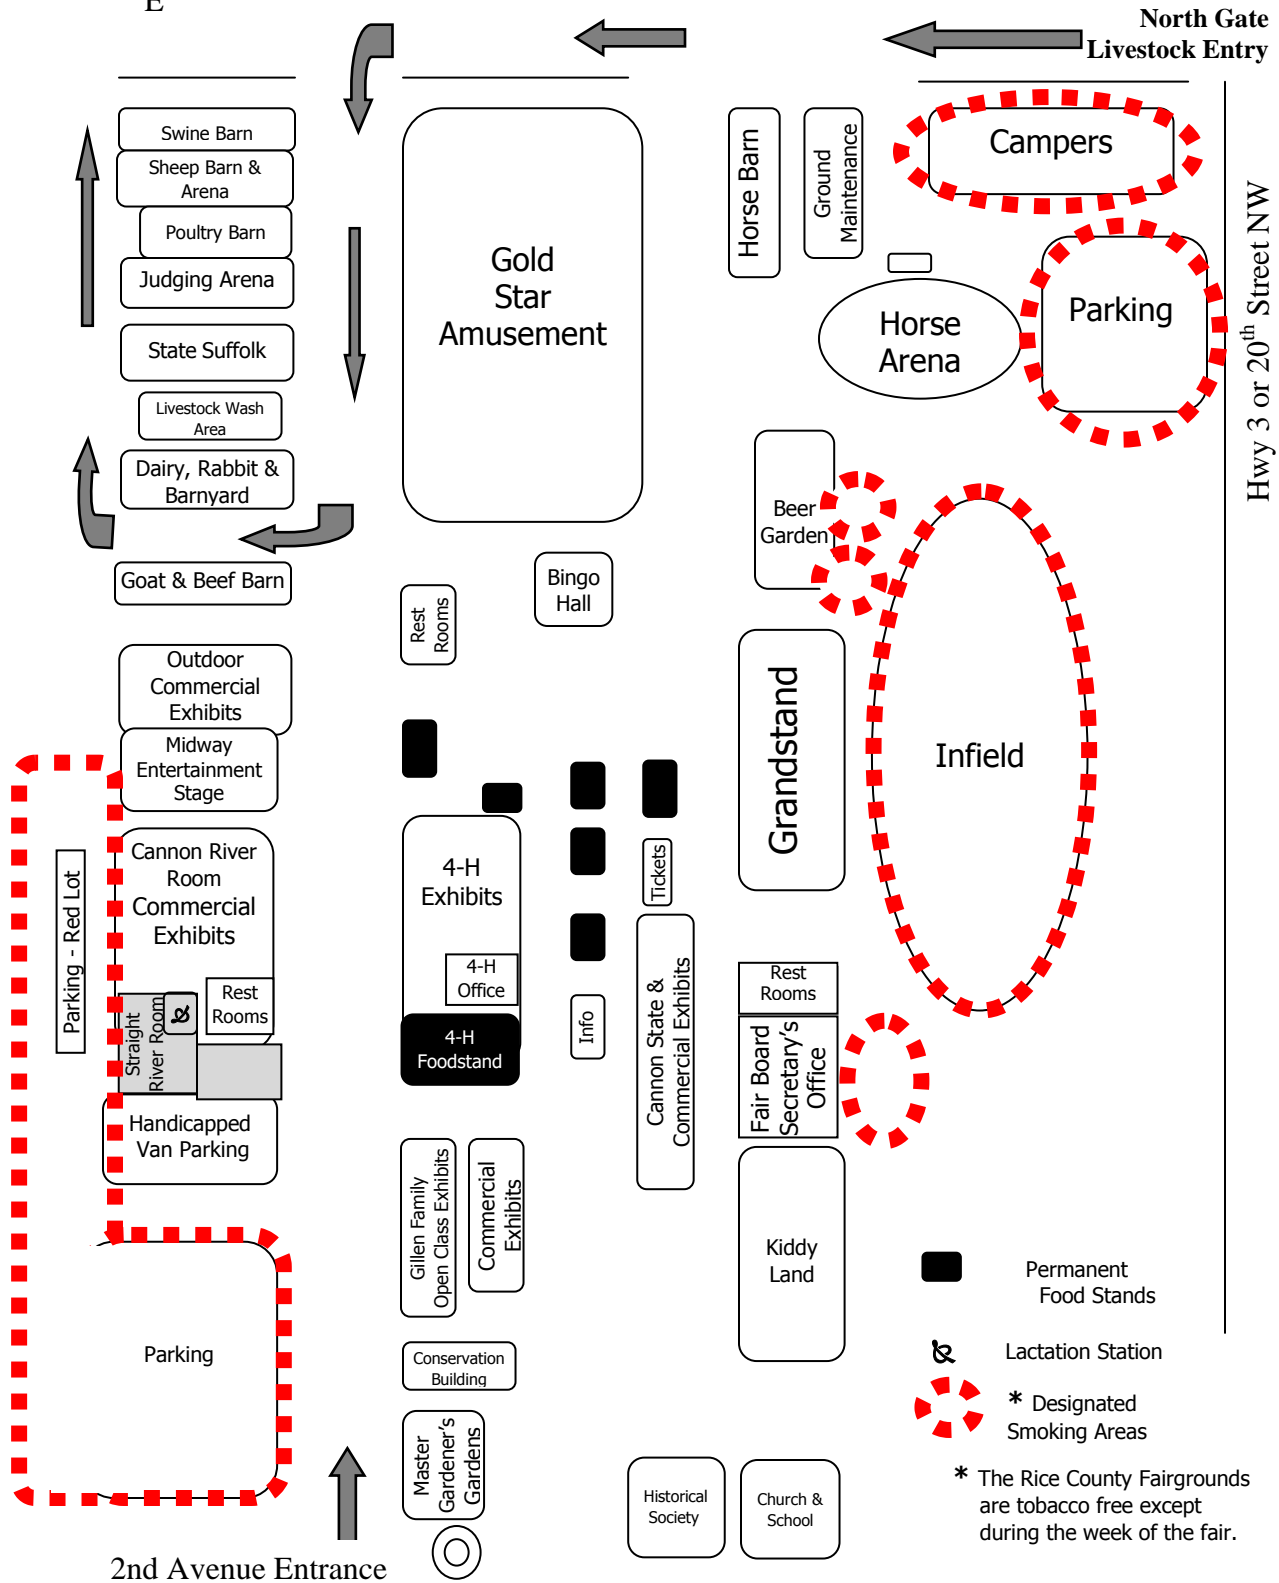 E
North Gate
Livestock Entry
Swine Barn
Sheep Barn &
Arena
Poultry Barn
Judging Arena
State Suffolk
Livestock Wash
Area
Dairy, Rabbit &
Barnyard
Goat & Beef Barn
Outdoor
Commercial
Exhibits
Midway
Entertainment
Stage
Parking - Red Lot
Cannon River
Room
Commercial
Exhibits
Straight
River Room
Rest
Rooms
Handicapped
Van Parking
Parking
2nd Avenue Entrance
Gold
Star
Amusement
Rest
Rooms
Bingo
Hall
4-H
Exhibits
4-H
Office
4-H
Foodstand
Info
Tickets
Cannon State &
Commercial Exhibits
Gillen Family
Open Class Exhibits
Commercial
Exhibits
Conservation
Building
Master
Gardener's
Gardens
Historical
Society
Church &
School
Horse Barn
Ground
Maintenance
Campers
Parking
Horse
Arena
Hwy 3 or 20th Street NW
Beer
Garden
Grandstand
Infield
Rest
Rooms
Fair Board
Secretary's
Office
Kiddy
Land
Permanent
Food Stands
Lactation Station
* Designated
Smoking Areas
* The Rice County Fairgrounds
are tobacco free except
during the week of the fair.